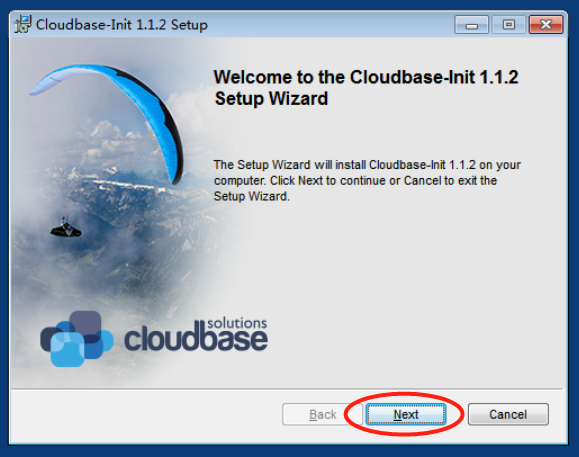 Cloudbase-Init 1.1.2 Setup
Welcome to the Cloudbase-Init 1.1.2
Setup Wizard
The Setup Wizard will install Cloudbase-Init 1.1.2 on your
computer. Click Next to continue or Cancel to exit the
Setup Wizard.
solutions
cloudbase
Back Next Cancel